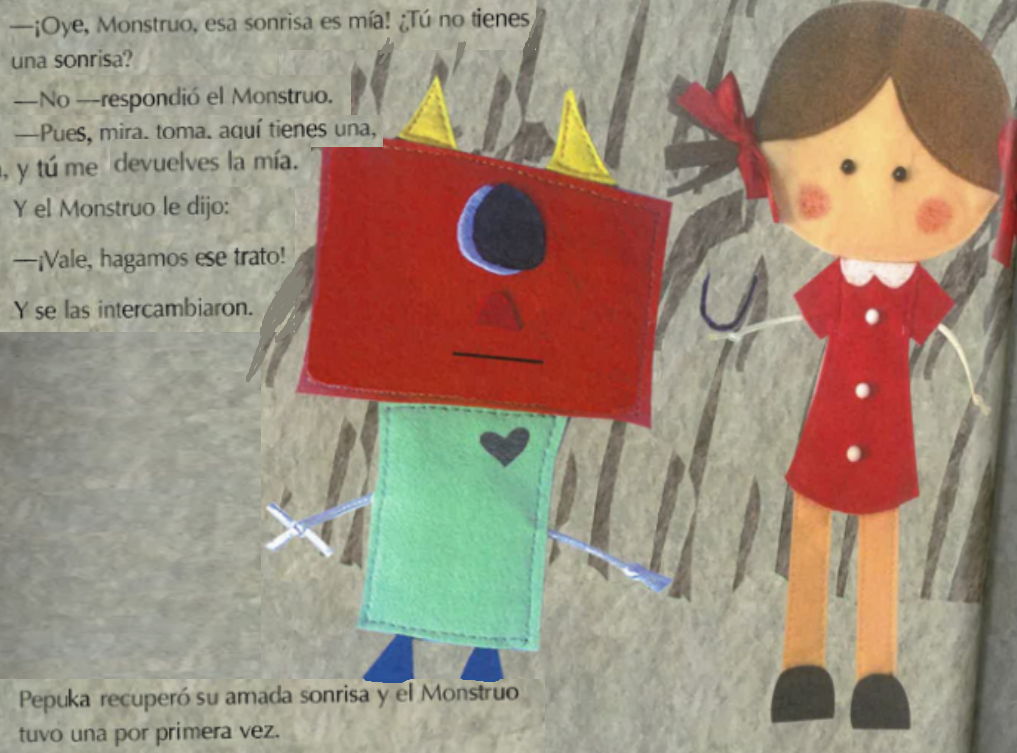 —¡Oye, Monstruo, esa sonrisa es mía! ¿Tú no tienes
una sonrisa?
—No —respondió el Monstruo.
—Pues, mira. toma. aquí tienes una,
, y tú me devuelves la mía.
Y el Monstruo le dijo:
—¡Vale, hagamos ese trato!
Y se las intercambiaron.
Pepuka recuperó su amada sonrisa y el Monstruo
tuvo una por primera vez.